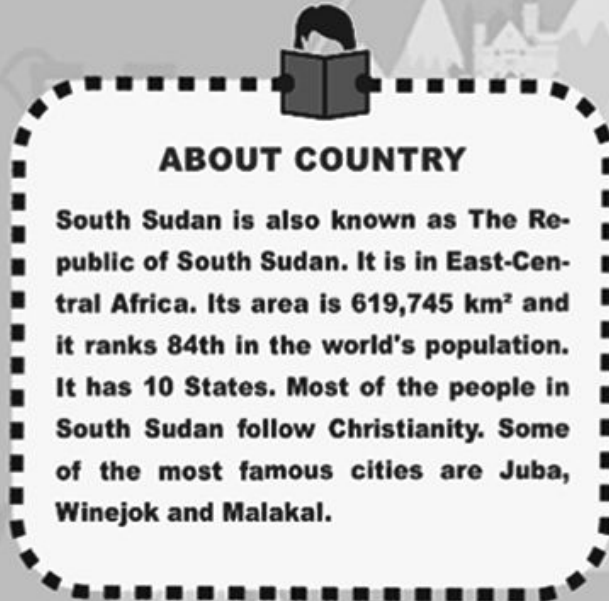 ABOUT COUNTRY
South Sudan is also known as The Re-
public of South Sudan. It is in East-Cen-
tral Africa. Its area is 619,745 km² and
it ranks 84th in the world's population.
It has 10 States. Most of the people in
South Sudan follow Christianity. Some
of the most famous cities are Juba,
Winejok and Malakal.